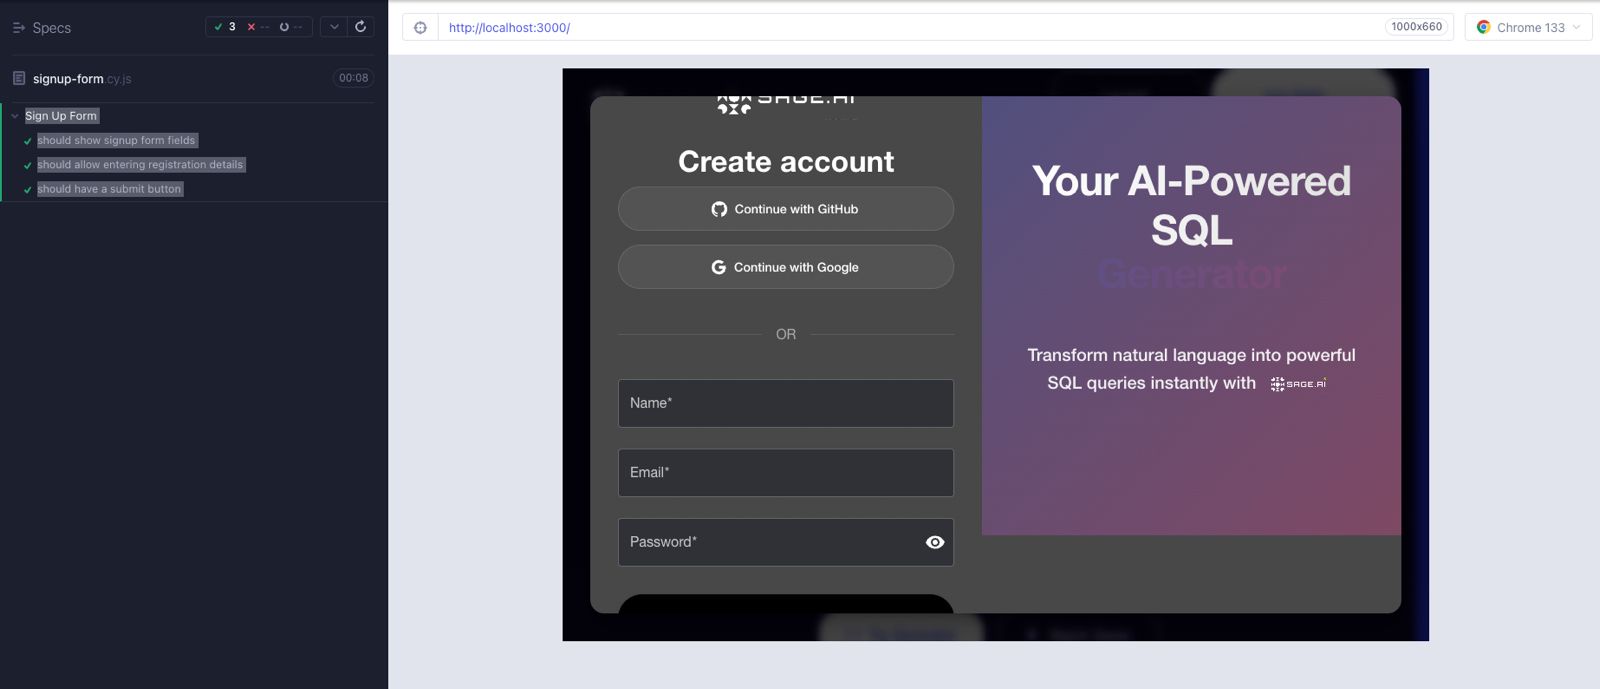 Specs
3 -- --
signup-form.cy.js
00:08
Sign Up Form
should show signup form fields
should allow entering registration details
should have a submit button
http://localhost:3000/
1000x660
Chrome 133
SAGE.AI
Create account
Continue with GitHub
Continue with Google
OR
Name*
Email*
Password*
Your AI-Powered
SQL
Generator
Transform natural language into powerful
SQL queries instantly with SAGE.AI